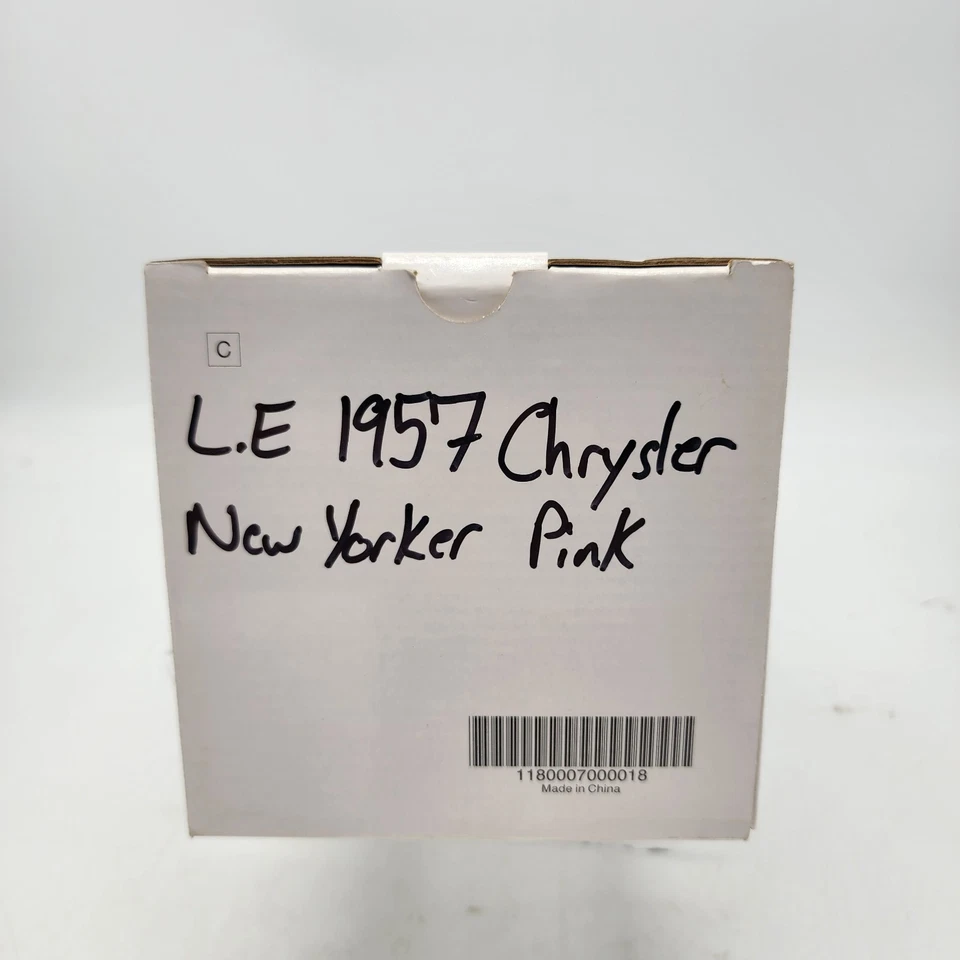 C
L.E 1957 Chrysler
New Yorker Pink
1180007000018
Made in China